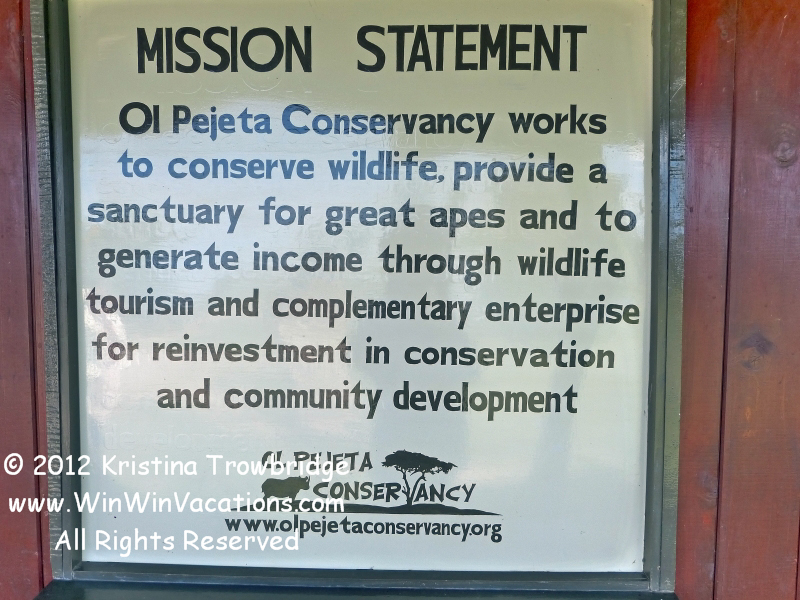 MISSION STATEMENT
Ol Pejeta Conservancy works
to conserve wildlife, provide a
sanctuary for great apes and to
generate income through wildlife
tourism and complementary enterprise
for reinvestment in conservation
and community development
OL PEJETA
CONSERVANCY
www.olpejetaconservancy.org
© 2012 Kristina Trowbridge
www.WinWinVacations.com
All Rights Reserved